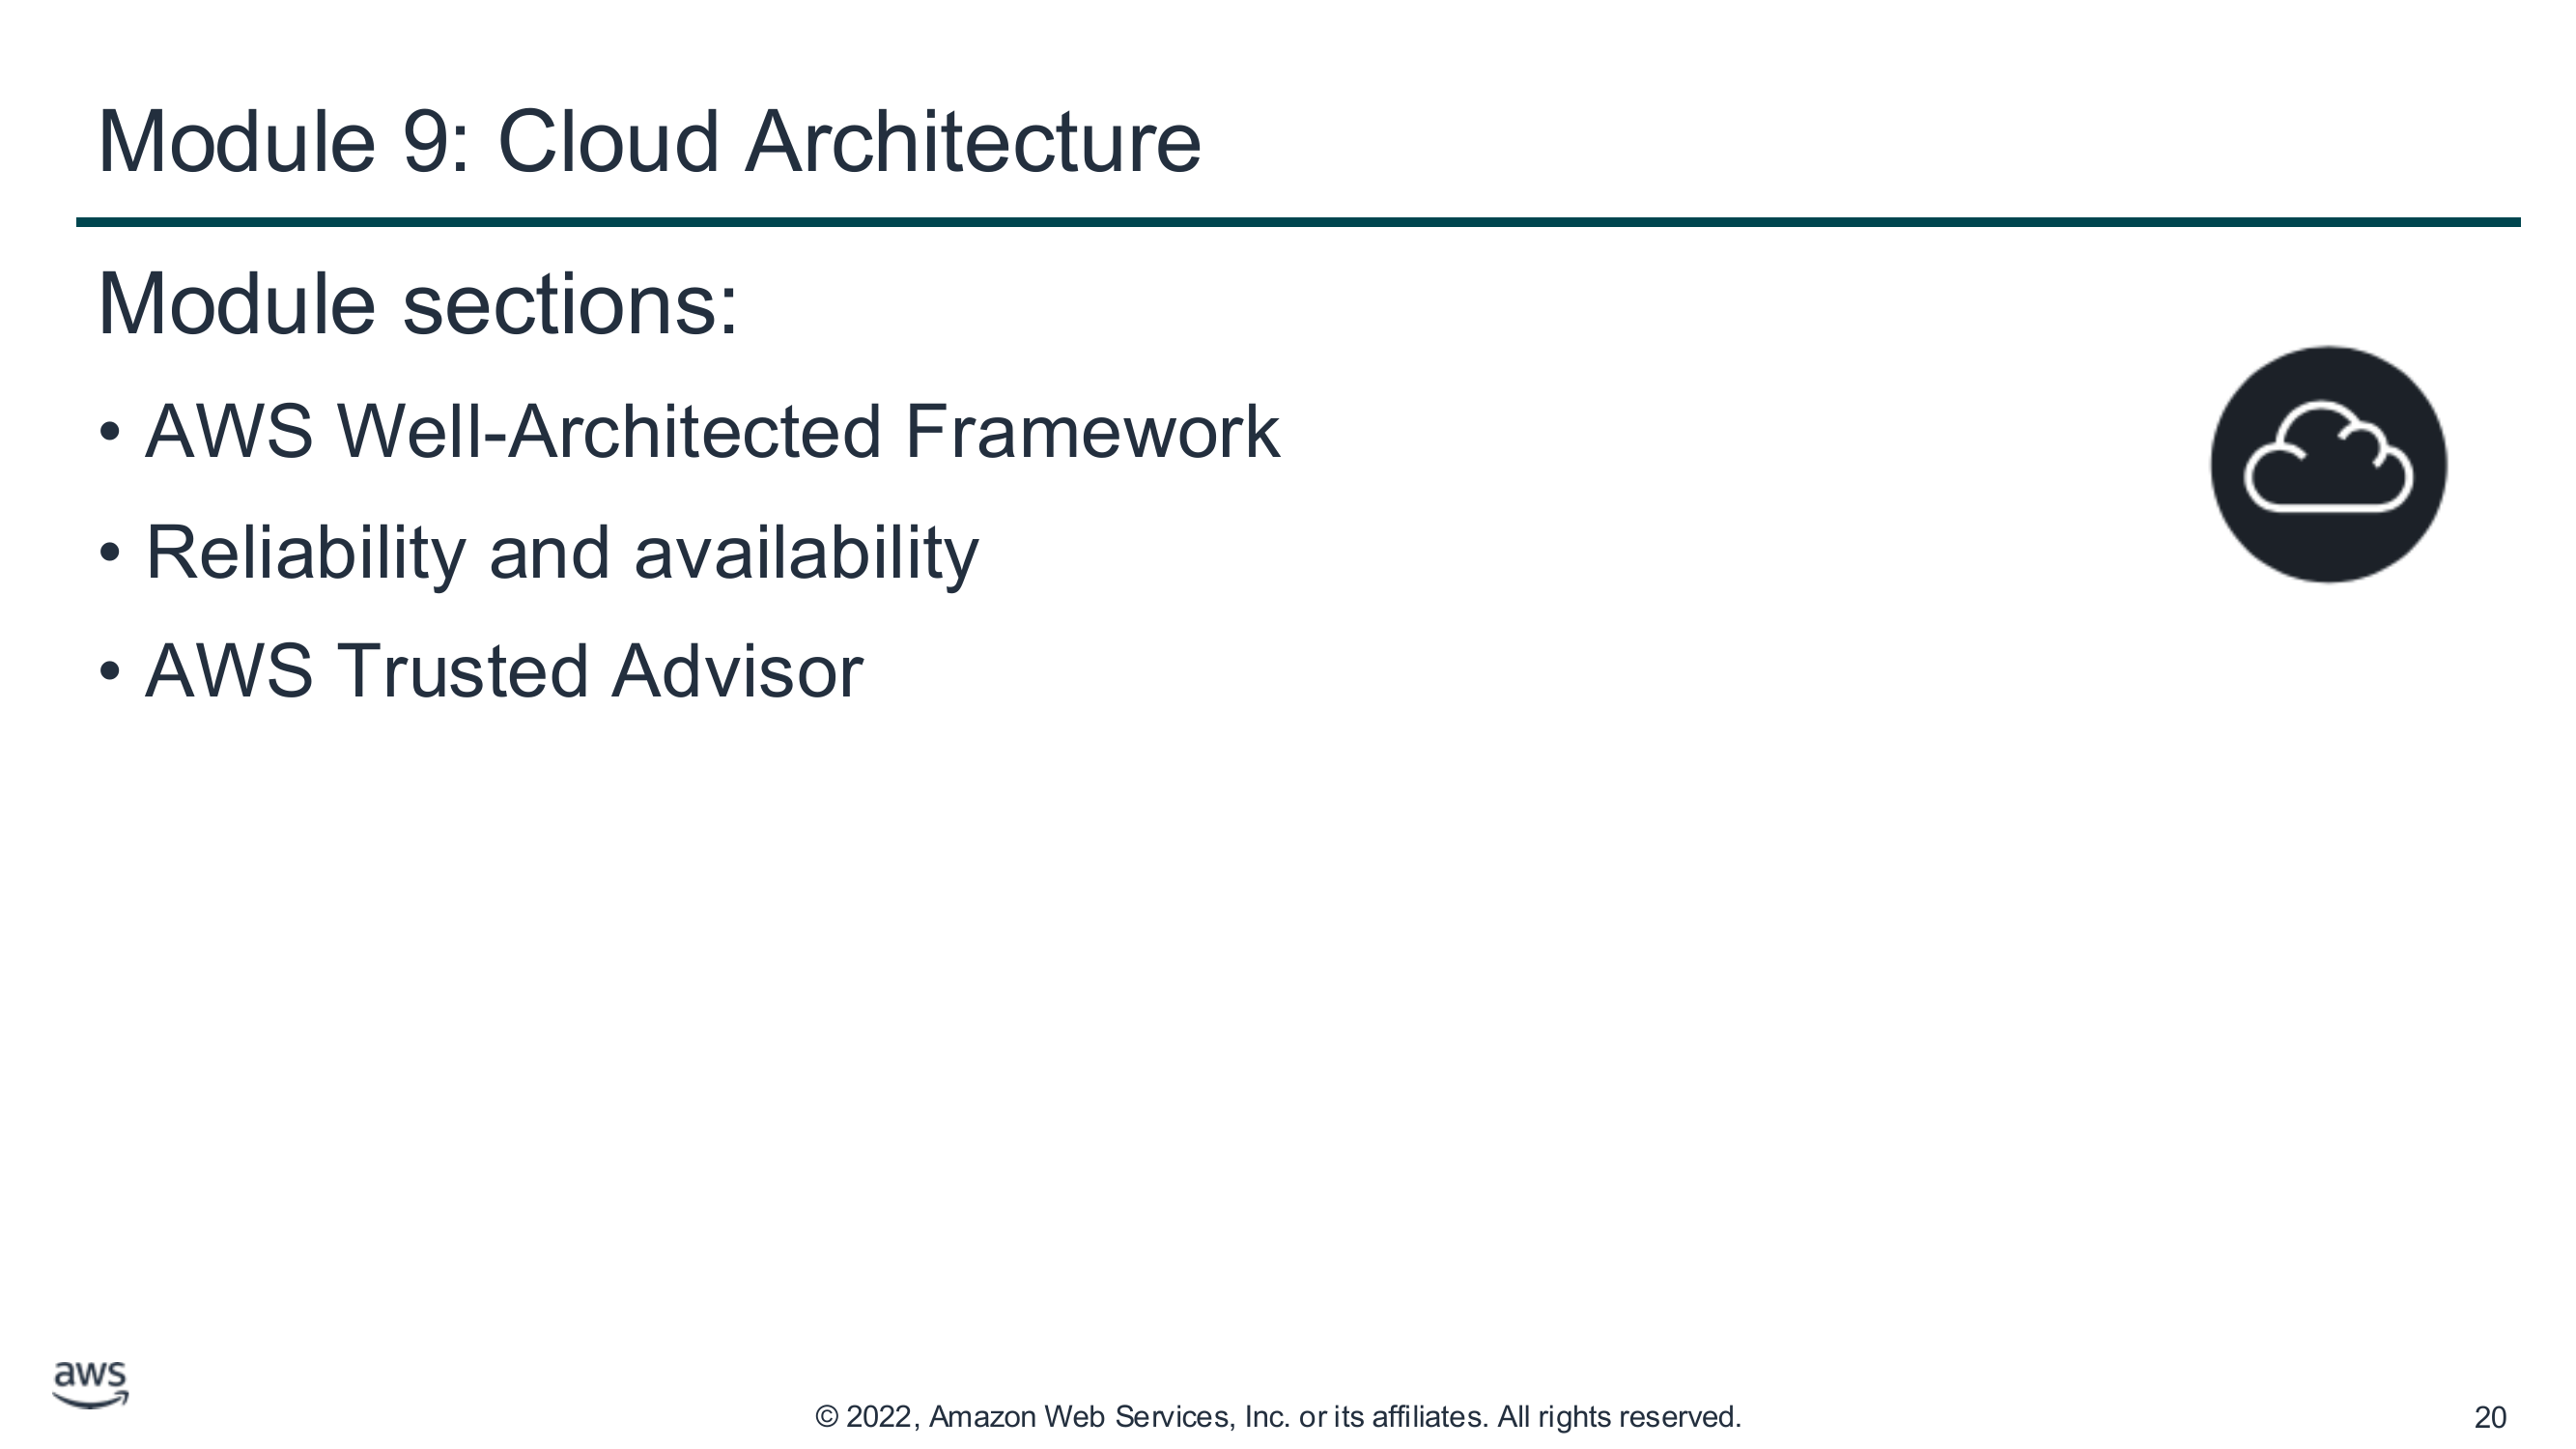 Module 9: Cloud Architecture
Module sections:
• AWS Well-Architected Framework
• Reliability and availability
• AWS Trusted Advisor
aws
© 2022, Amazon Web Services, Inc. or its affiliates. All rights reserved.
20